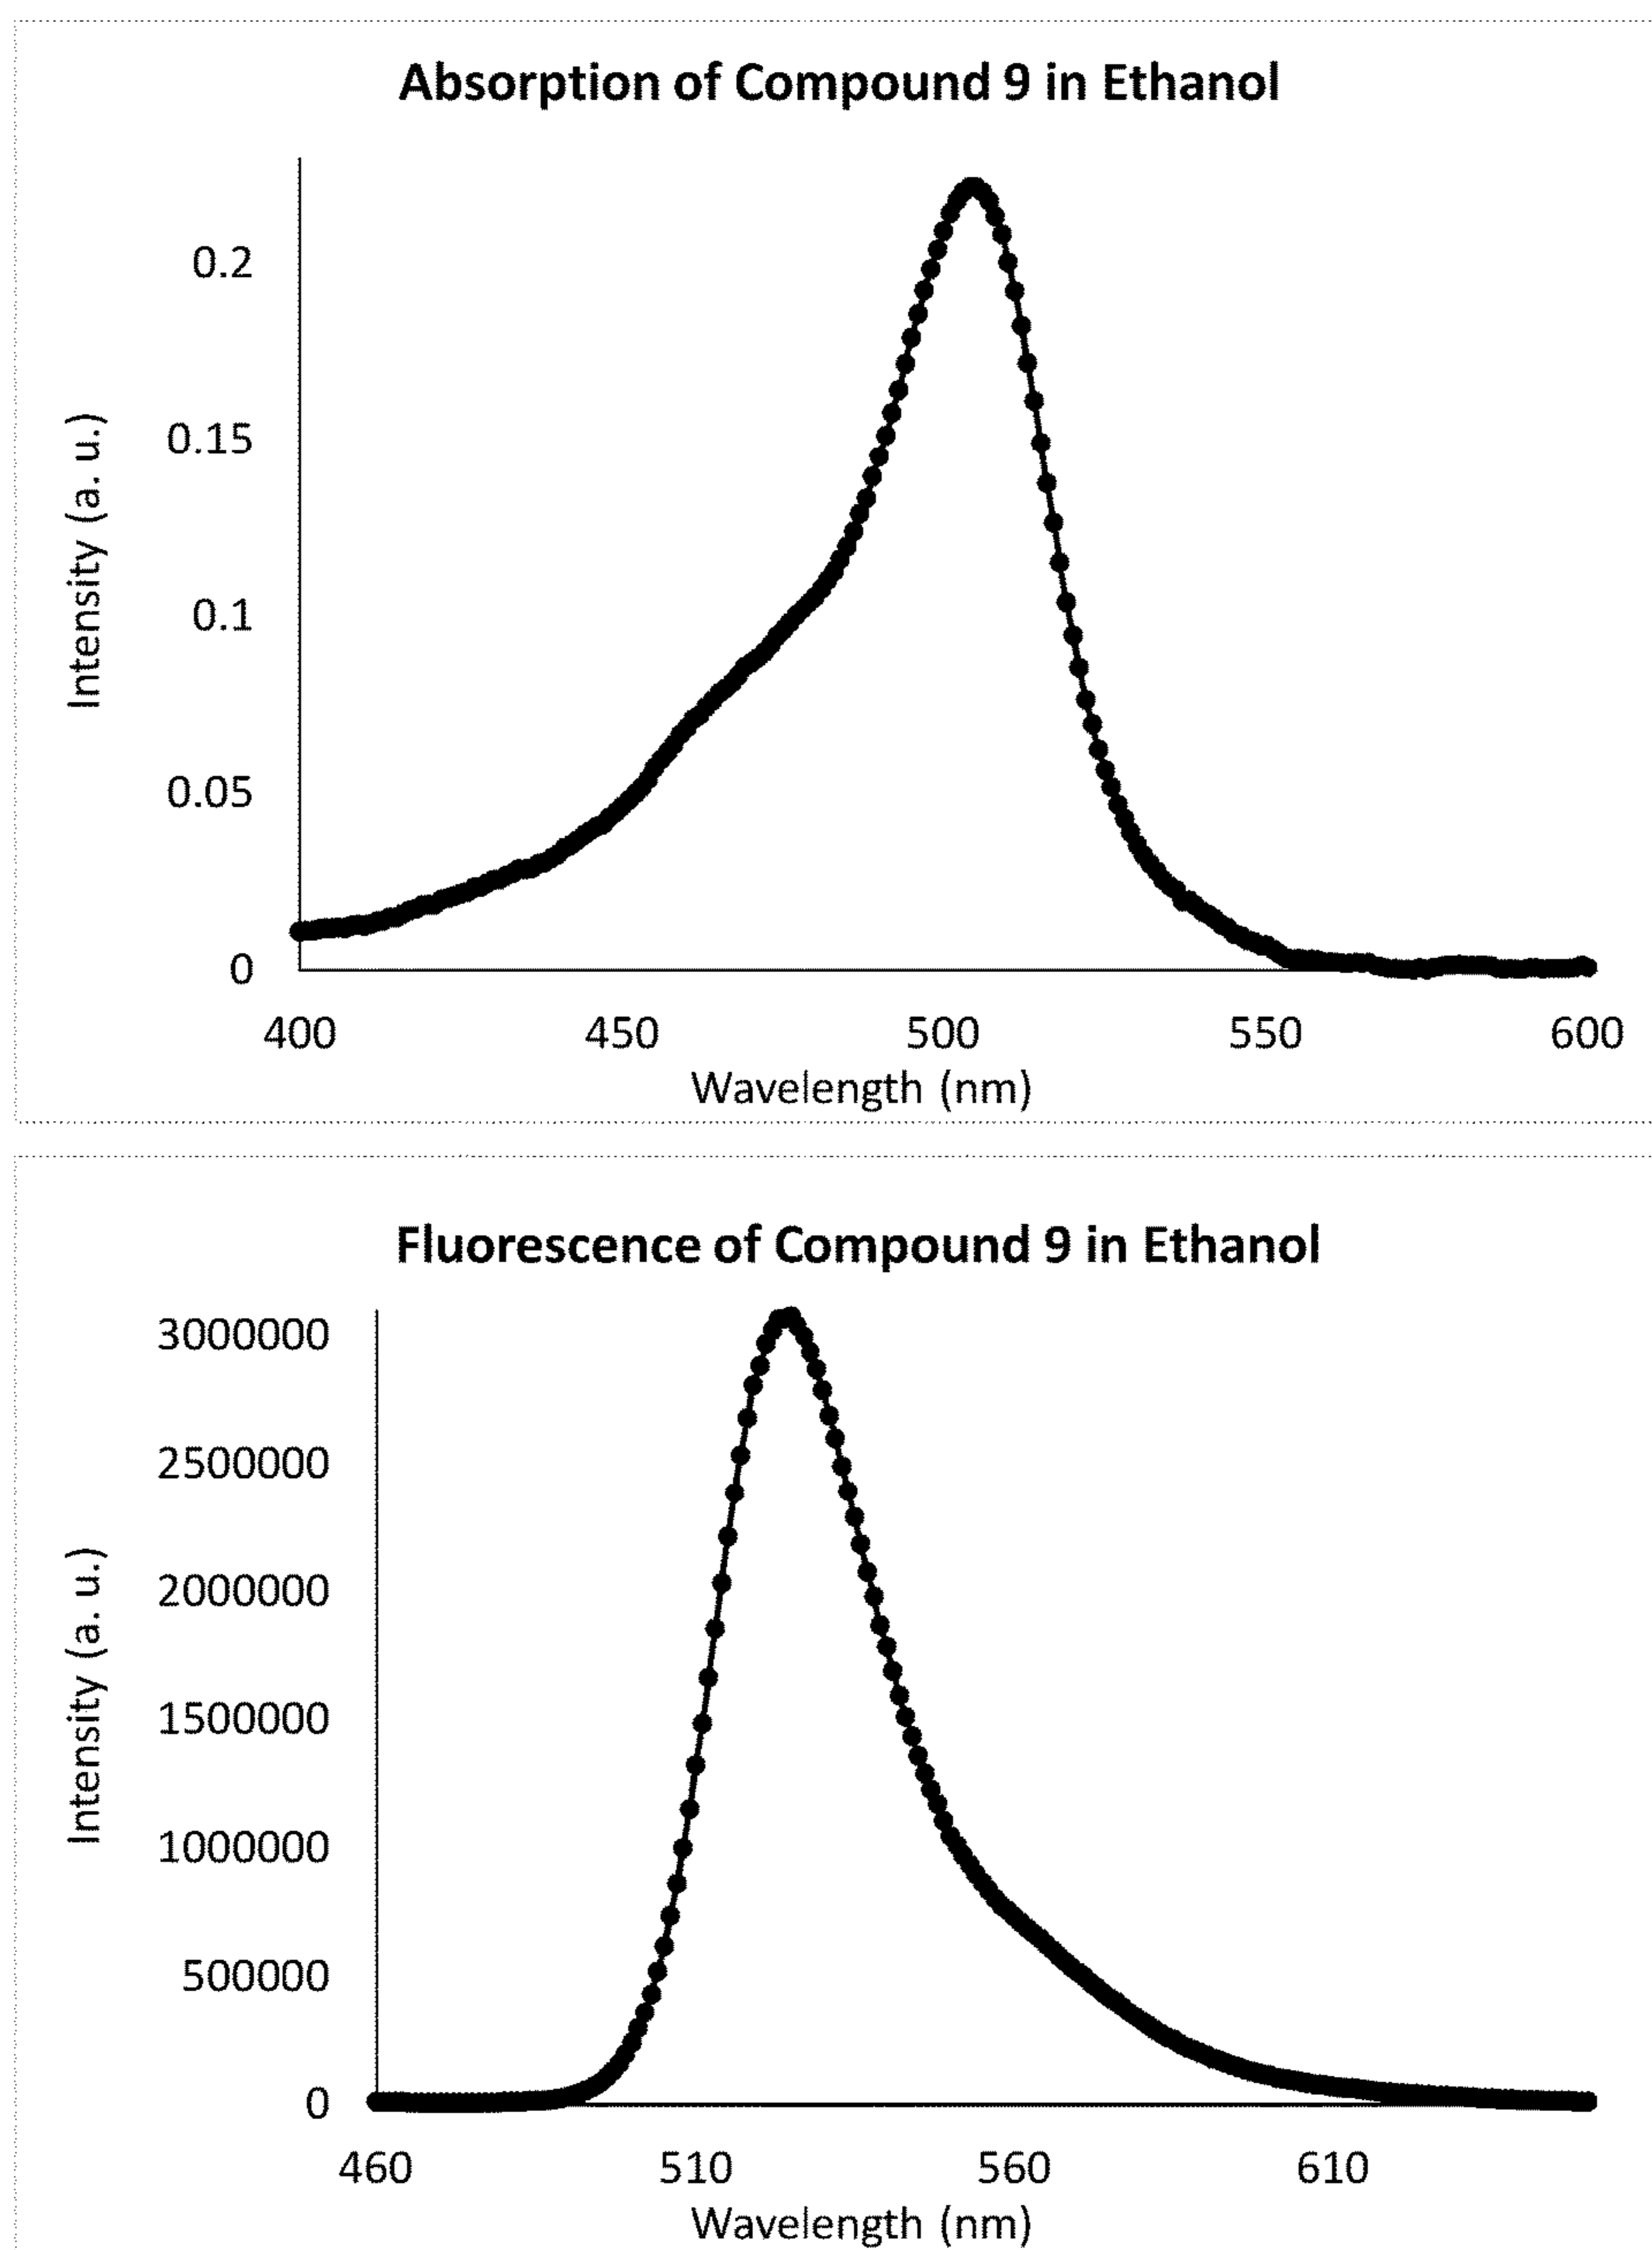 Absorption of Compound 9 in Ethanol
Intensity (a. u.)
0.2
0.15
0.1
0.05
0
400 450 500 550 600
Wavelength (nm)
Fluorescence of Compound 9 in Ethanol
Intensity (a. u.)
3000000
2500000
2000000
1500000
1000000
500000
0
460 510 560 610
Wavelength (nm)